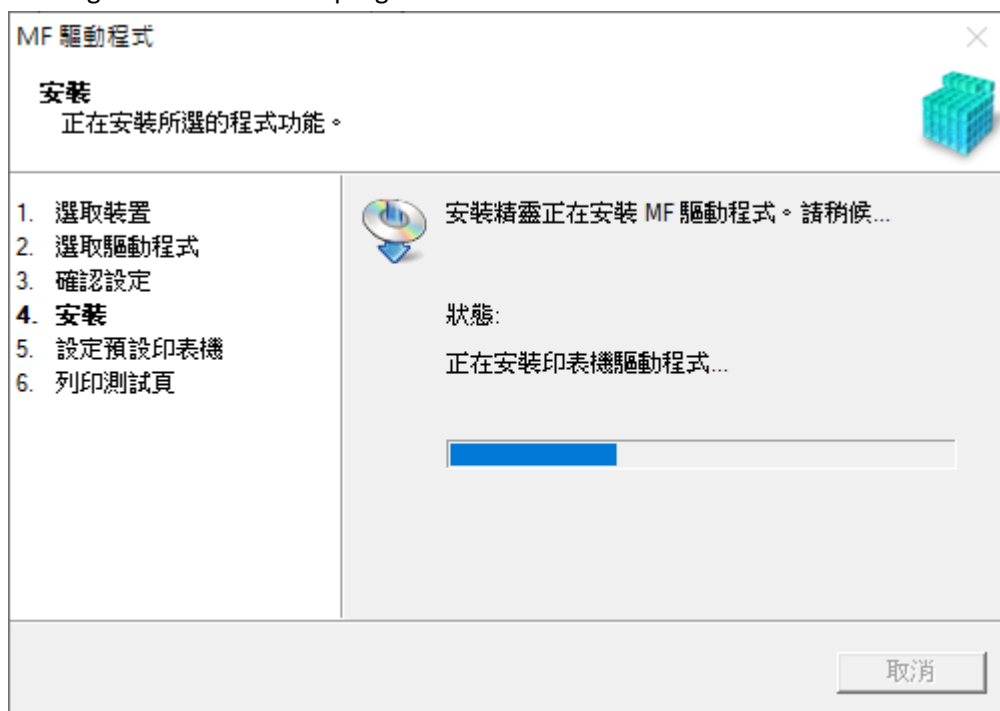 MF 驅動程式
安裝
正在安裝所選的程式功能。
1. 選取裝置
2. 選取驅動程式
3. 確認設定
4. 安裝
5. 設定預設印表機
6. 列印測試頁
安裝精靈正在安裝 MF 驅動程式。請稍候...
狀態:
正在安裝印表機驅動程式...
取消